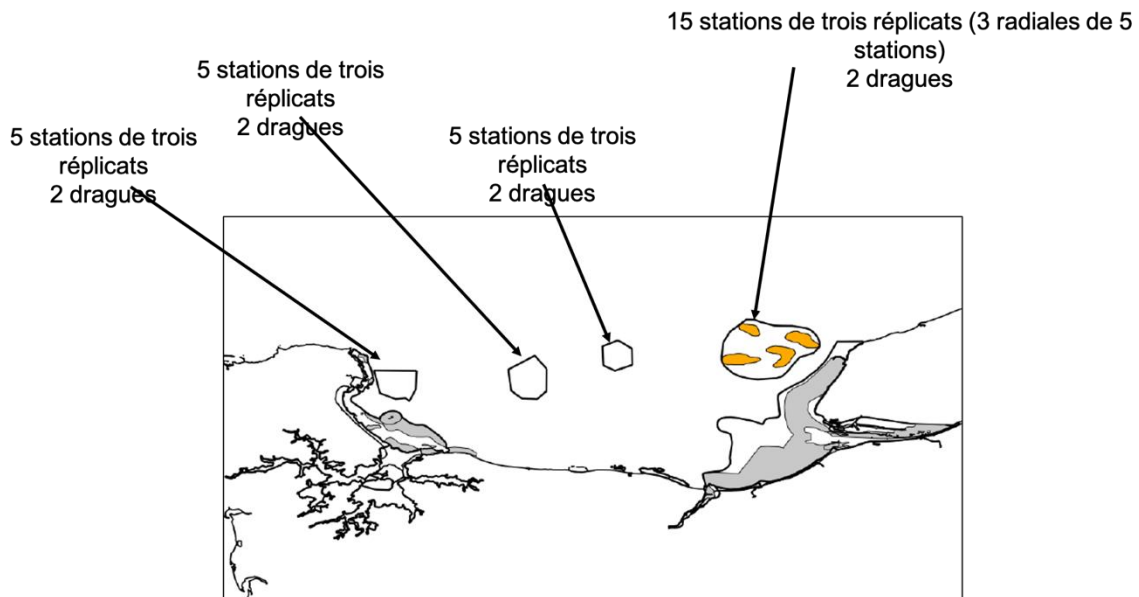 15 stations de trois réplicats (3 radiales de 5
stations)
2 dragues
5 stations de trois
réplicats
2 dragues
5 stations de trois
réplicats
2 dragues
5 stations de trois
réplicats
2 dragues